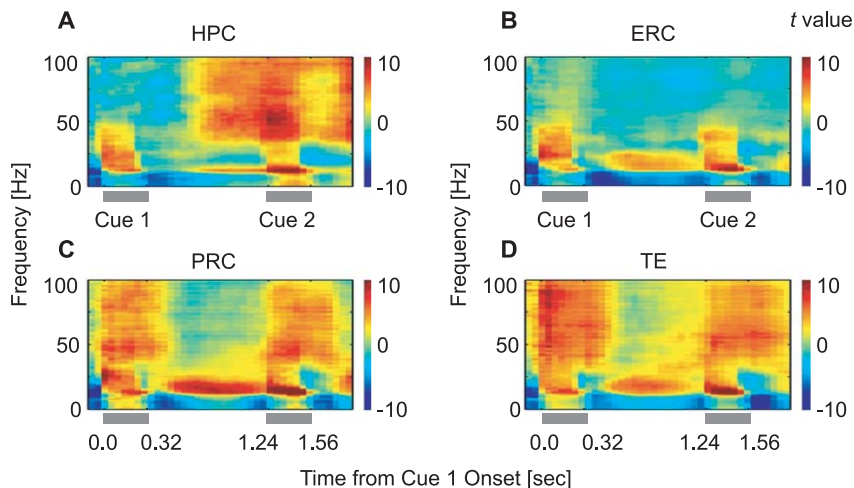 A
HPC
B
ERC
t value
100
50
0
10
0
-10
100
50
0
10
0
-10
Frequency [Hz]
Frequency [Hz]
Cue 1
Cue 2
Cue 1
Cue 2
C
PRC
D
TE
100
50
0
10
0
-10
100
50
0
10
0
-10
0.0
0.32
1.24
1.56
0.0
0.32
1.24
1.56
Time from Cue 1 Onset [sec]